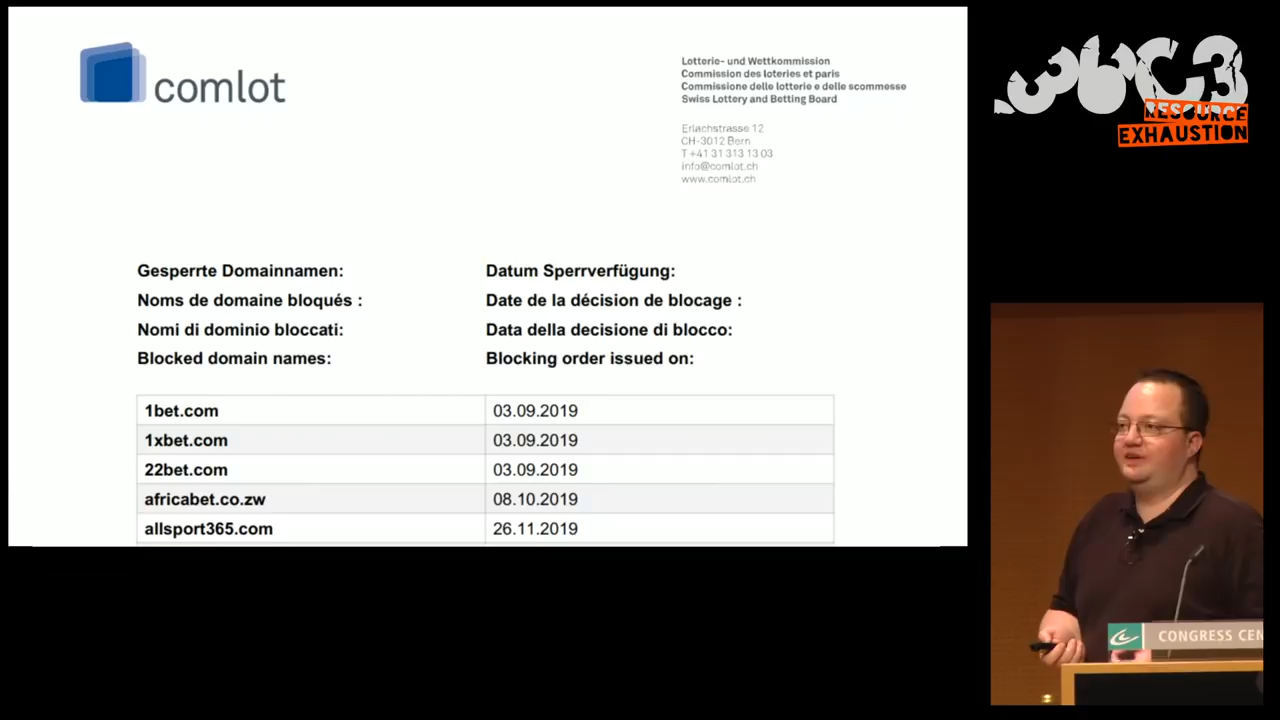 comlot
Lotterie- und Wettkommission
Commission des loteries et paris
Commissione delle lotterie e delle scommesse
Swiss Lottery and Betting Board
Erlachstrasse 12
CH-3012 Bern
T +41 31 313 13 03
info@comlot.ch
www.comlot.ch
Gesperrte Domainnamen: Datum Sperrverfügung:
Noms de domaine bloqués : Date de la décision de blocage :
Nomi di dominio bloccati: Data della decisione di blocco:
Blocked domain names: Blocking order issued on:
1bet.com 03.09.2019
1xbet.com 03.09.2019
22bet.com 03.09.2019
africabet.co.zw 08.10.2019
allsport365.com 26.11.2019
36C3
RESOURCE
EXHAUSTION
CONGRESS CEN